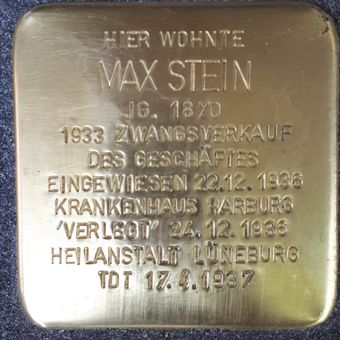 HIER WOHNTE
MAX STEIN
JG. 1870
1933 ZWANGSVERKAUF
DES GESCHÄFTES
EINGEWIESEN 22.12. 1936
KRANKENHAUS HARBURG
'VERLEGT' 24.12. 1936
HEILANSTALT LÜNEBURG
TOT 17.4.1937